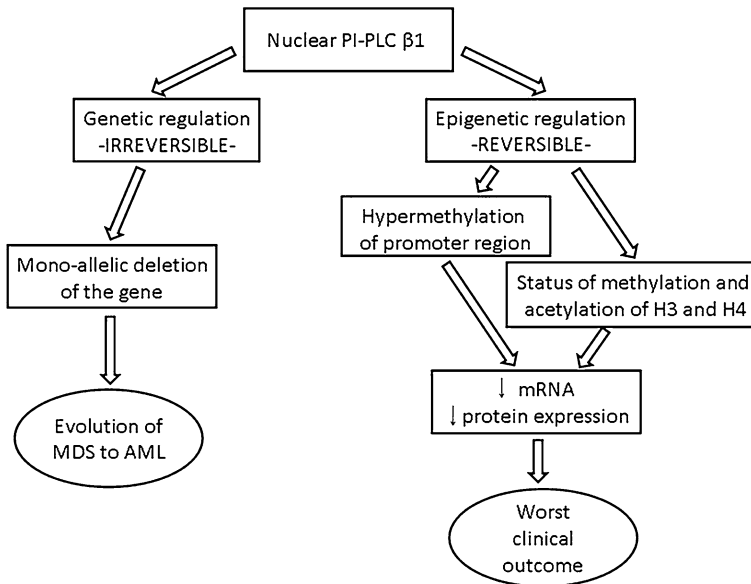 Nuclear PI-PLC β1
Genetic regulation
-IRREVERSIBLE-
Epigenetic regulation
-REVERSIBLE-
Hypermethylation
of promoter region
Mono-allelic deletion
of the gene
Status of methylation and
acetylation of H3 and H4
↓ mRNA
↓ protein expression
Evolution of
MDS to AML
Worst
clinical
outcome